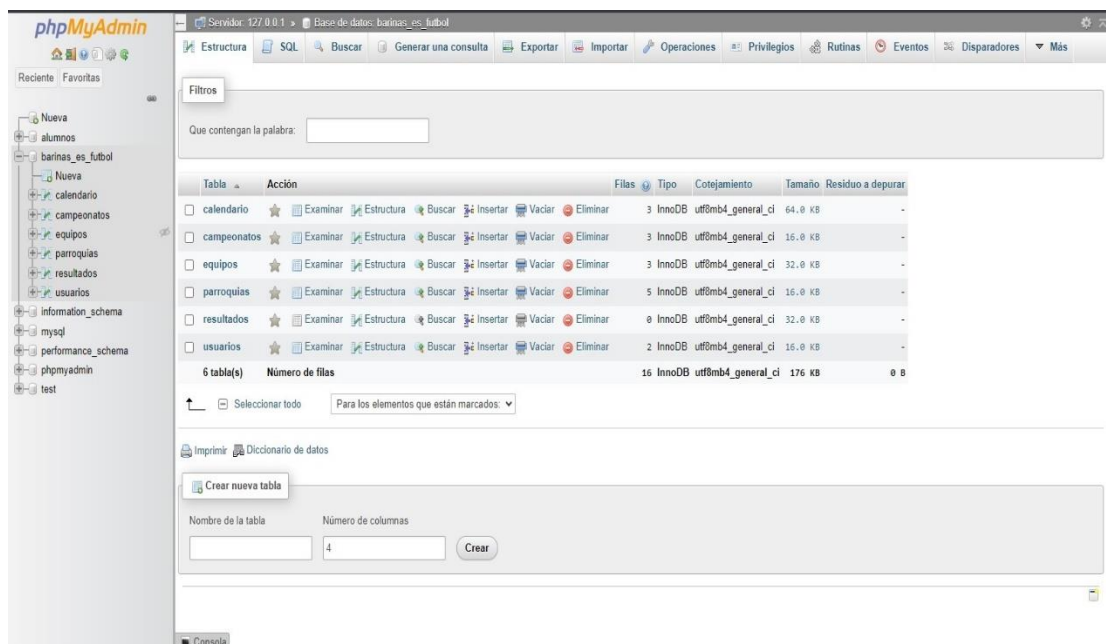 phpMyAdmin
Reciente Favoritas
Nueva
alumnos
barinas_es_futbol
Nueva
calendario
campeonatos
equipos
parroquias
resultados
usuarios
information_schema
mysql
performance_schema
phpmyadmin
test
Servidor: 127.0.0.1 » Base de datos: barinas_es_futbol
Estructura SQL Buscar Generar una consulta Exportar Importar Operaciones Privilegios Rutinas Eventos Disparadores Más
Filtros
Que contengan la palabra:
Tabla Acción Filas Tipo Cotejamiento Tamaño Residuo a depurar
calendario Examinar Estructura Buscar Insertar Vaciar Eliminar 3 InnoDB utf8mb4_general_ci 64.0 KB -
campeonatos Examinar Estructura Buscar Insertar Vaciar Eliminar 3 InnoDB utf8mb4_general_ci 16.0 KB -
equipos Examinar Estructura Buscar Insertar Vaciar Eliminar 3 InnoDB utf8mb4_general_ci 32.0 KB -
parroquias Examinar Estructura Buscar Insertar Vaciar Eliminar 5 InnoDB utf8mb4_general_ci 16.0 KB -
resultados Examinar Estructura Buscar Insertar Vaciar Eliminar 0 InnoDB utf8mb4_general_ci 32.0 KB -
usuarios Examinar Estructura Buscar Insertar Vaciar Eliminar 2 InnoDB utf8mb4_general_ci 16.0 KB -
6 tabla(s) Número de filas 16 InnoDB utf8mb4_general_ci 176 KB 0 B
Seleccionar todo Para los elementos que están marcados:
Imprimir Diccionario de datos
Crear nueva tabla
Nombre de la tabla Número de columnas
4 Crear
Consola